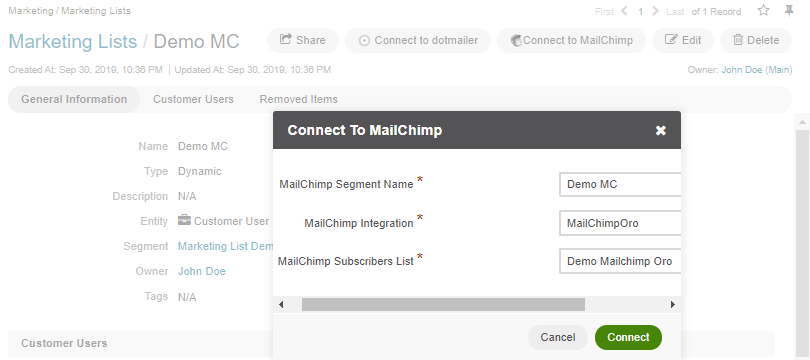 Marketing / Marketing Lists
First 1 Last of 1 Record
Marketing Lists / Demo MC
Share
Connect to dotmailer
Connect to MailChimp
Edit
Delete
Created At: Sep 30, 2019, 10:36 PM | Updated At: Sep 30, 2019, 10:36 PM
Owner: John Doe (Main)
General Information
Customer Users
Removed Items
Connect To MailChimp
Name Demo MC
Type Dynamic
Description N/A
Entity Customer User
Segment Marketing List Dem
Owner John Doe
Tags N/A
MailChimp Segment Name * Demo MC
MailChimp Integration * MailChimpOro
MailChimp Subscribers List * Demo Mailchimp Oro
Cancel
Connect
Customer Users